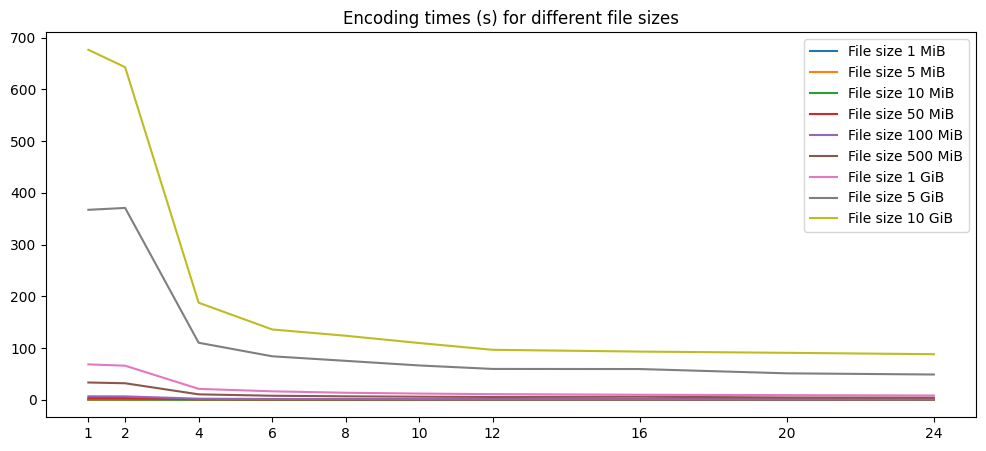 Encoding times (s) for different file sizes
700
600
500
400
300
200
100
0
File size 1 MiB
File size 5 MiB
File size 10 MiB
File size 50 MiB
File size 100 MiB
File size 500 MiB
File size 1 GiB
File size 5 GiB
File size 10 GiB
1 2 4 6 8 10 12 16 20 24